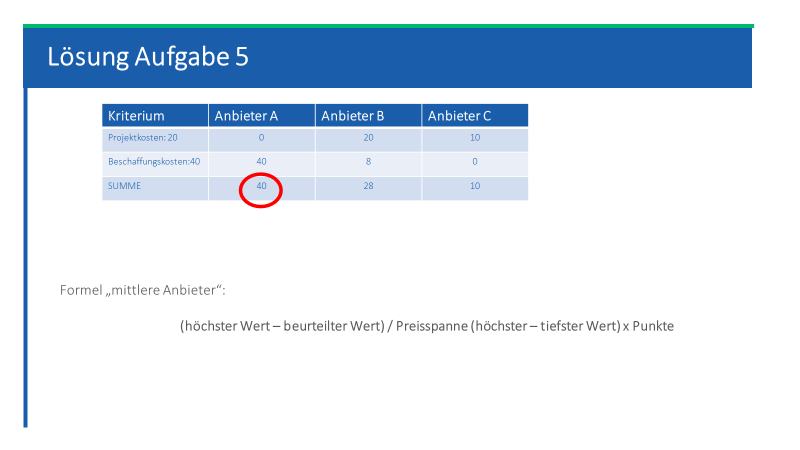 Lösung Aufgabe 5
Kriterium Anbieter A Anbieter B Anbieter C
Projektkosten: 20 0 20 10
Beschaffungskosten:40 40 8 0
SUMME 40 28 10
Formel „mittlere Anbieter“:
(höchster Wert – beurteilter Wert) / Preisspanne (höchster – tiefster Wert) x Punkte